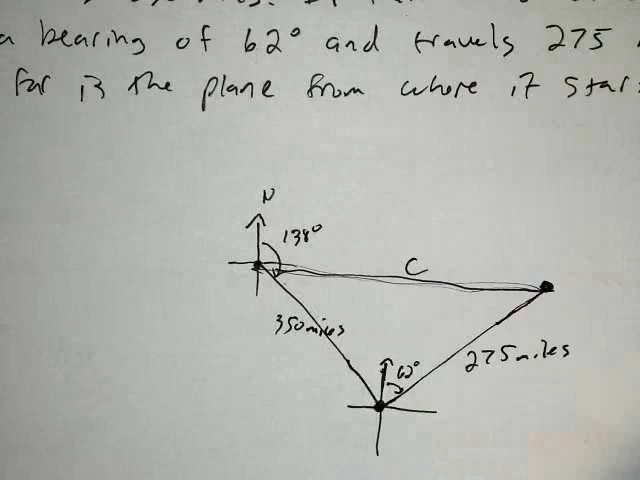 a bearing of 62° and travels 275
far is the plane from where it star
N
138°
C
350 miles
62°
275 miles